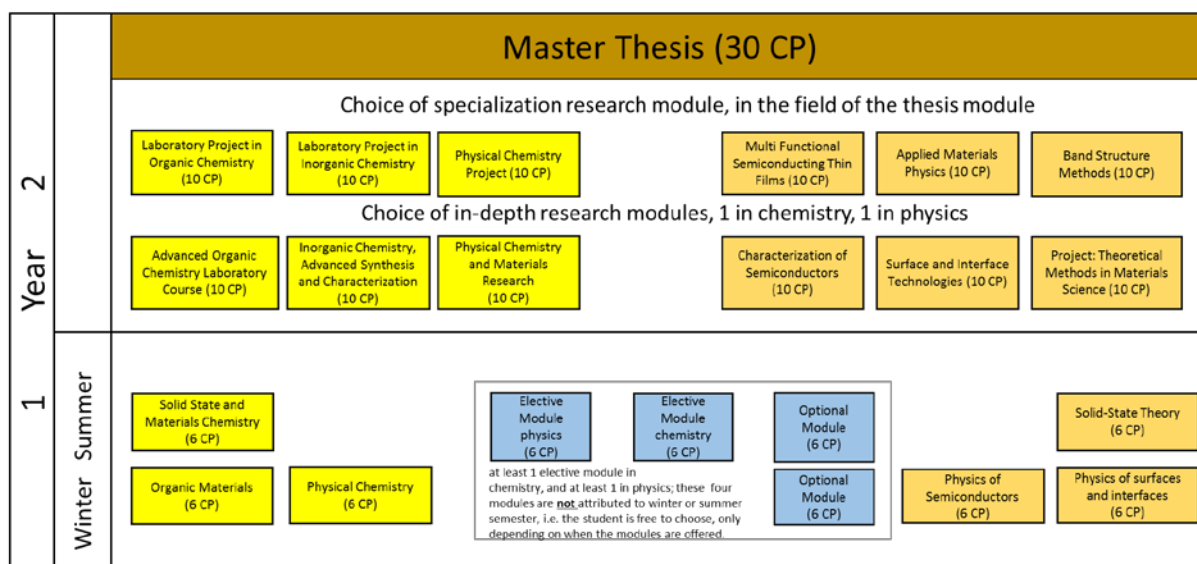 Master Thesis (30 CP)
Choice of specialization research module, in the field of the thesis module
Laboratory Project in
Organic Chemistry
(10 CP)
Laboratory Project in
Inorganic Chemistry
(10 CP)
Physical Chemistry
Project (10 CP)
Multi Functional
Semiconducting Thin
Films (10 CP)
Applied Materials
Physics (10 CP)
Band Structure
Methods (10 CP)
Year 2
Choice of in-depth research modules, 1 in chemistry, 1 in physics
Advanced Organic
Chemistry Laboratory
Course (10 CP)
Inorganic Chemistry,
Advanced Synthesis
and Characterization
(10 CP)
Physical Chemistry
and Materials
Research
(10 CP)
Characterization of
Semiconductors
(10 CP)
Surface and Interface
Technologies (10 CP)
Project: Theoretical
Methods in Materials
Science (10 CP)
1
Summer
Solid State and
Materials Chemistry
(6 CP)
Elective
Module
physics
(6 CP)
Elective
Module
chemistry
(6 CP)
Optional
Module
(6 CP)
Solid-State Theory
(6 CP)
Winter
Organic Materials
(6 CP)
Physical Chemistry
(6 CP)
at least 1 elective module in
chemistry, and at least 1 in physics; these four
modules are not attributed to winter or summer
semester, i.e. the student is free to choose, only
depending on when the modules are offered.
Optional
Module
(6 CP)
Physics of
Semiconductors
(6 CP)
Physics of surfaces
and interfaces
(6 CP)